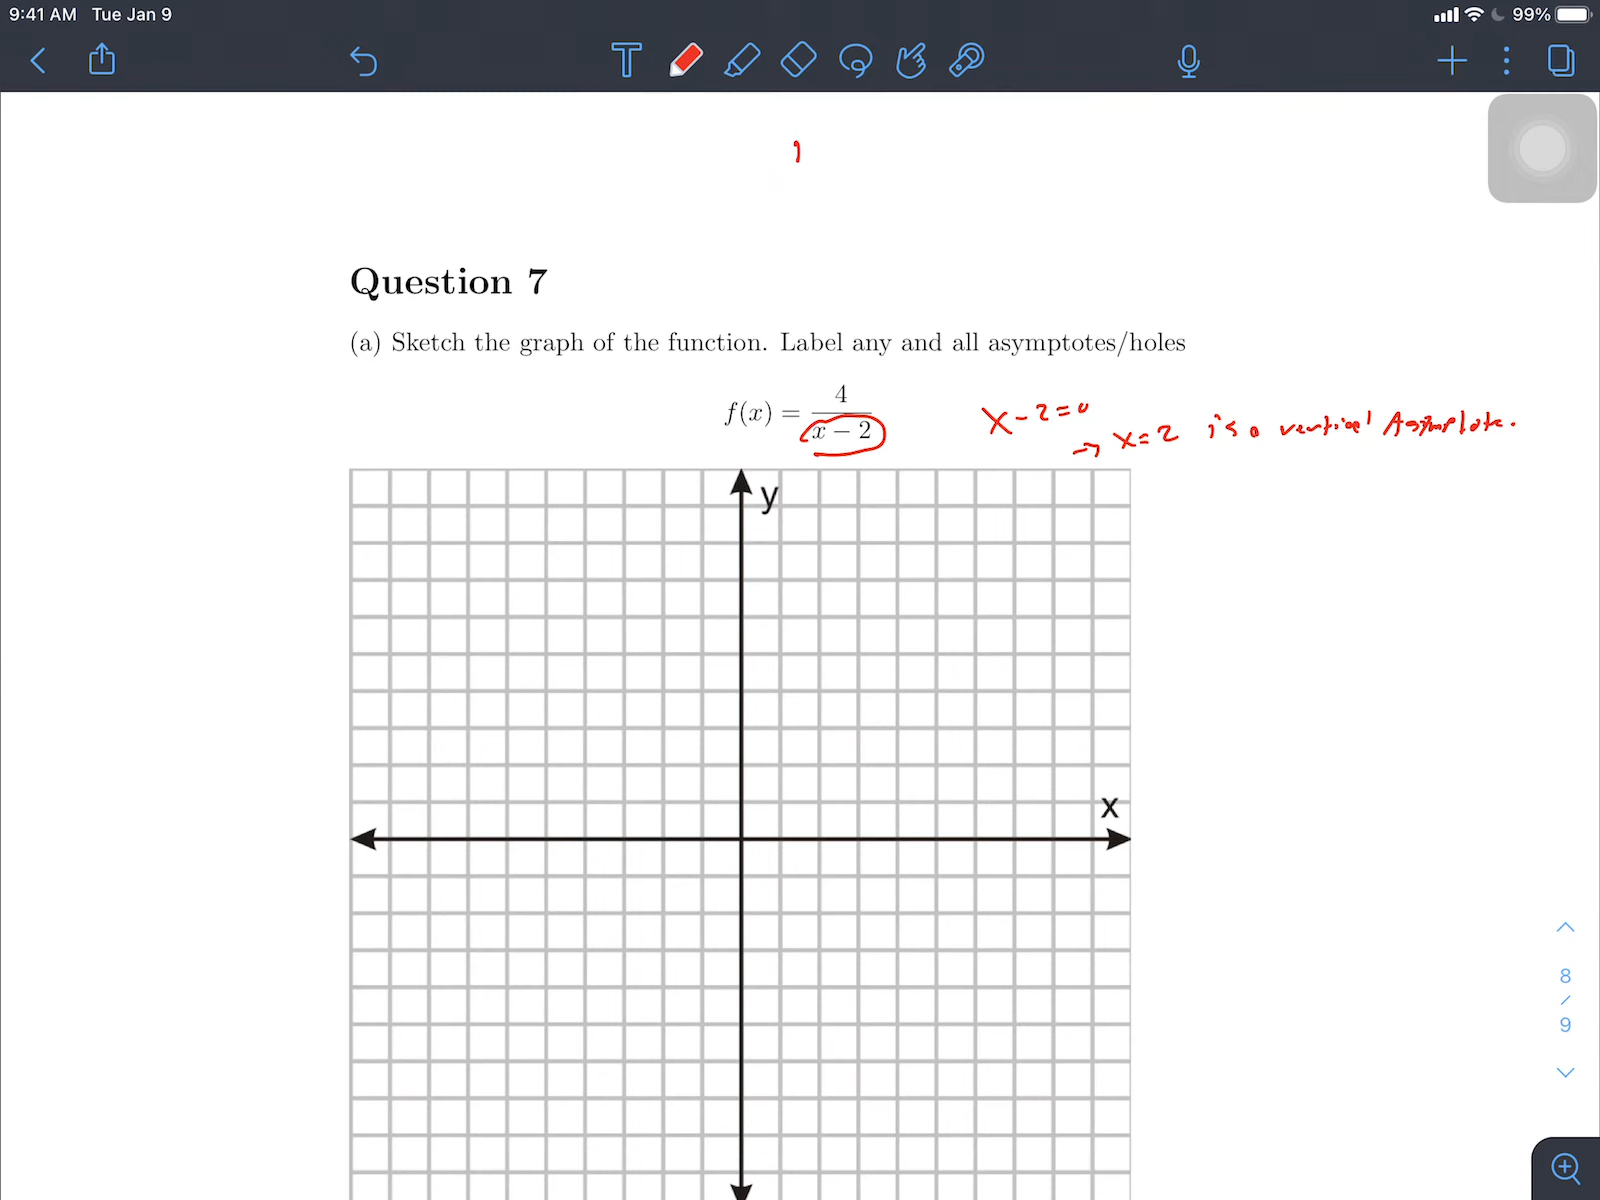 9:41 AM Tue Jan 9
99%
1
Question 7
(a) Sketch the graph of the function. Label any and all asymptotes/holes
f(x) = 4 / (x − 2)
x-2=0
→ x=2 is a vertical Asymptote.
y
x
8
/
9